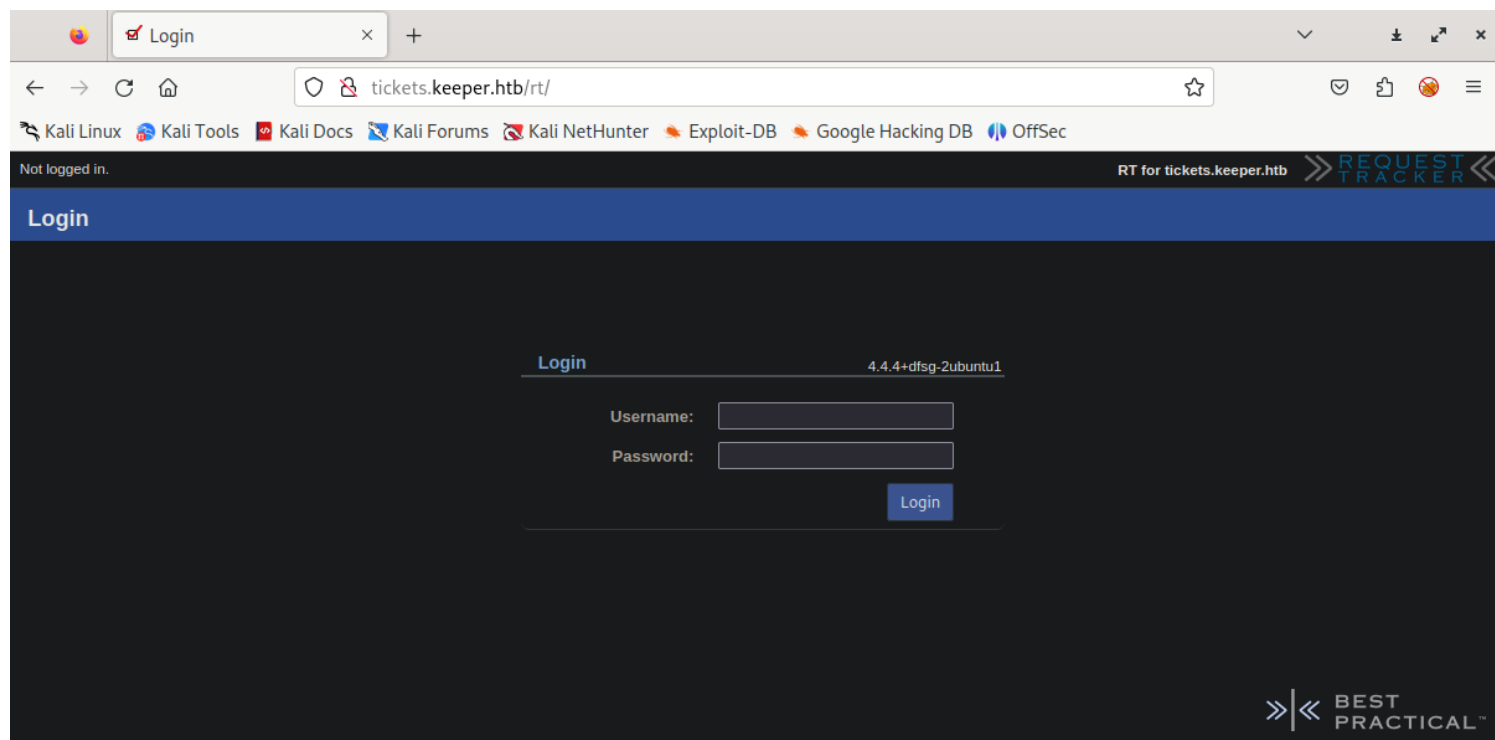 Login
tickets.keeper.htb/rt/
Kali Linux Kali Tools Kali Docs Kali Forums Kali NetHunter Exploit-DB Google Hacking DB OffSec
Not logged in.
RT for tickets.keeper.htb
REQUEST
TRACKER
Login
Login
4.4.4+dfsg-2ubuntu1
Username:
Password:
Login
BEST
PRACTICAL™